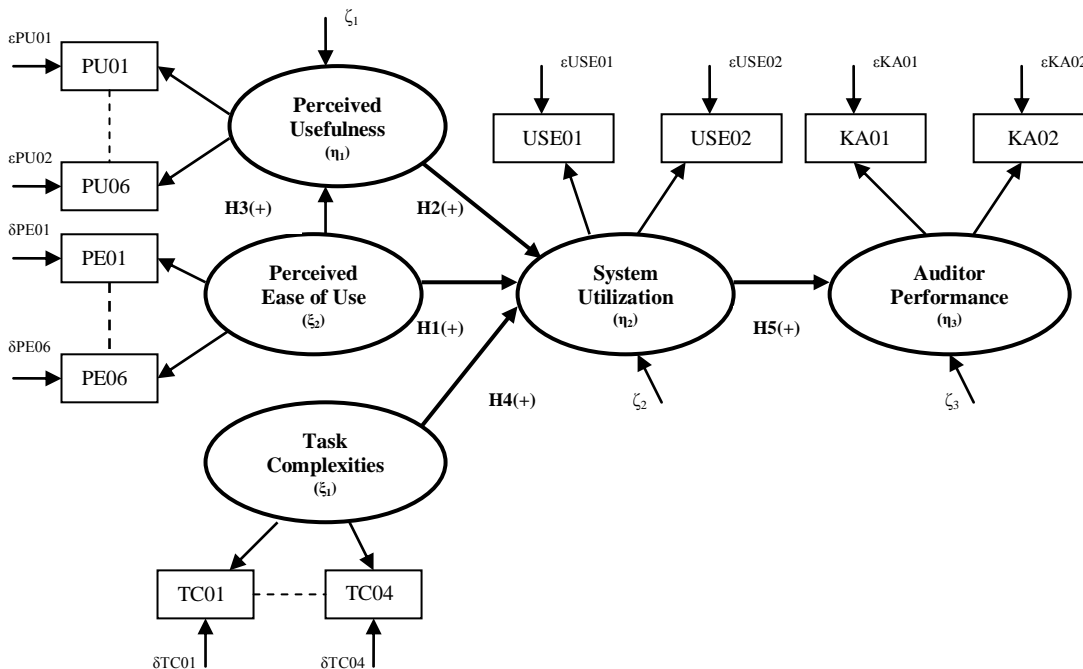 ζ1
εPU01
PU01
Perceived
Usefulness
(η1)
εPU02
PU06
εUSE01
εUSE02
εKA01
εKA02
USE01
USE02
KA01
KA02
H3(+)
H2(+)
δPE01
PE01
Perceived
Ease of Use
(ξ2)
System
Utilization
(η2)
Auditor
Performance
(η3)
H1(+)
H5(+)
δPE06
PE06
H4(+)
ζ2
ζ3
Task
Complexities
(ξ1)
TC01
TC04
δTC01
δTC04